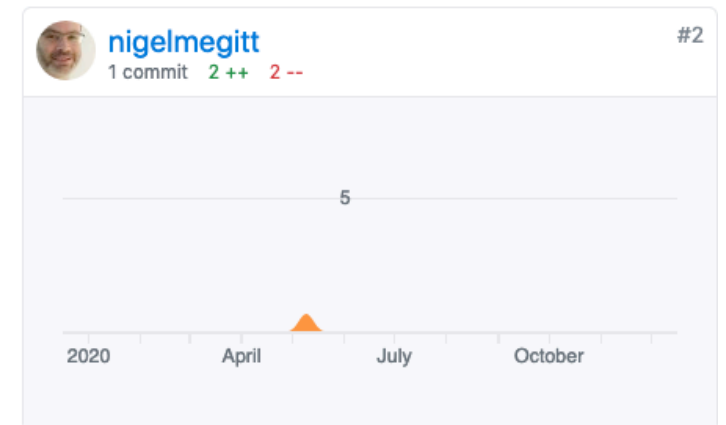 nigelmegitt
#2
1 commit 2 ++ 2 --
5
2020 April July October